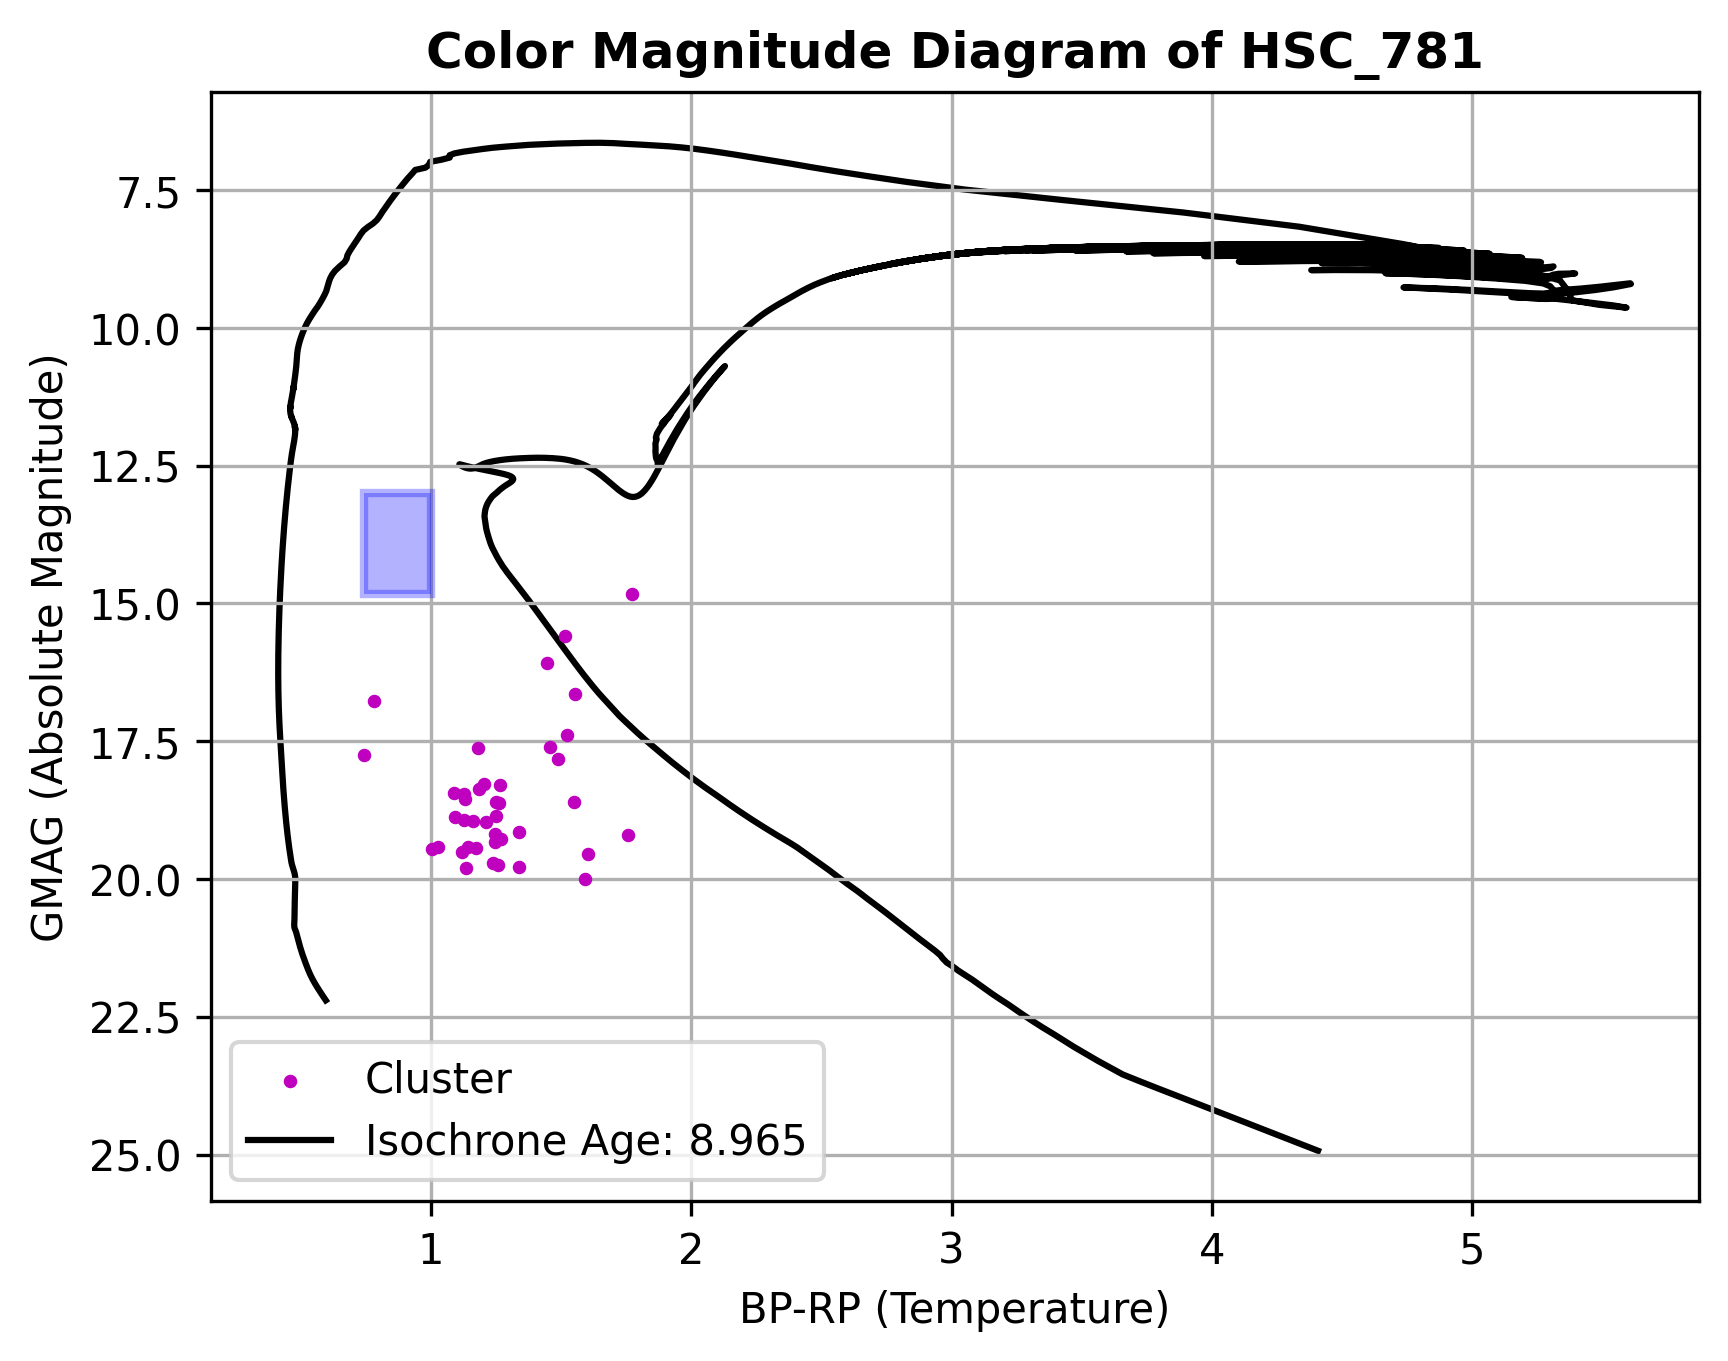 Color Magnitude Diagram of HSC_781
GMAG (Absolute Magnitude)
7.5
10.0
12.5
15.0
17.5
20.0
22.5
25.0
Cluster
Isochrone Age: 8.965
1 2 3 4 5
BP-RP (Temperature)